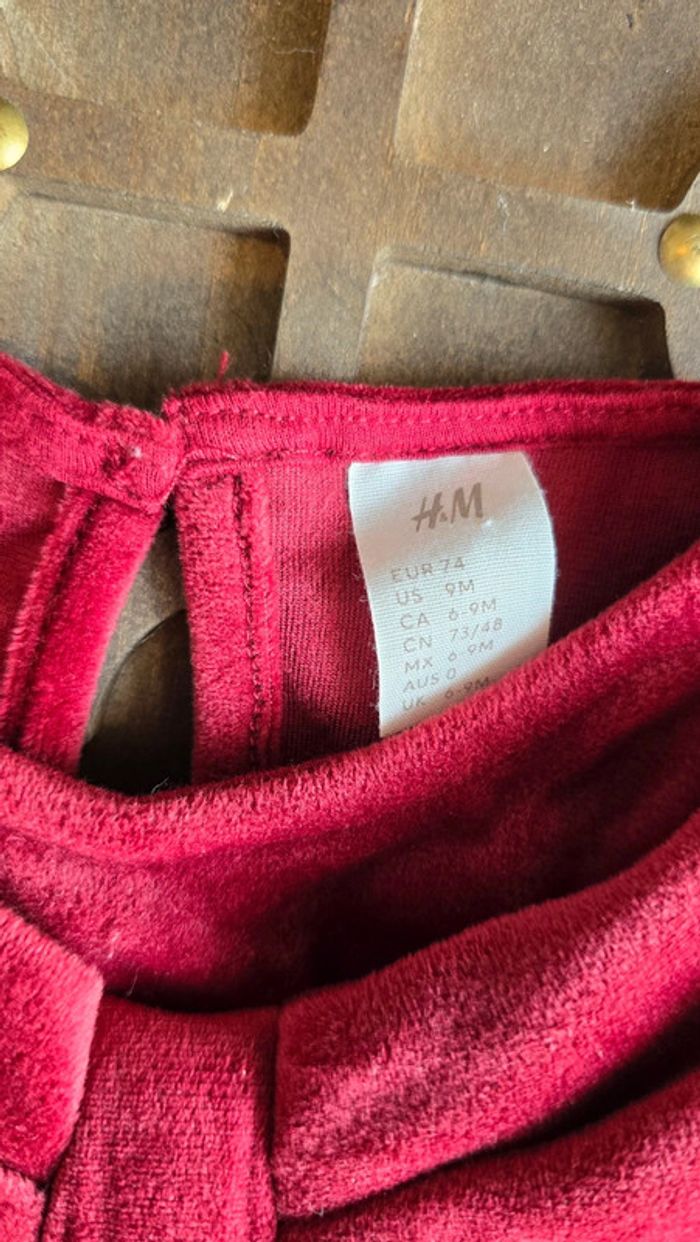 H&M
EUR 74
US 9M
CA 6-9M
CN 73/48
MX 6-9M
AUS 0
UK 6-9M